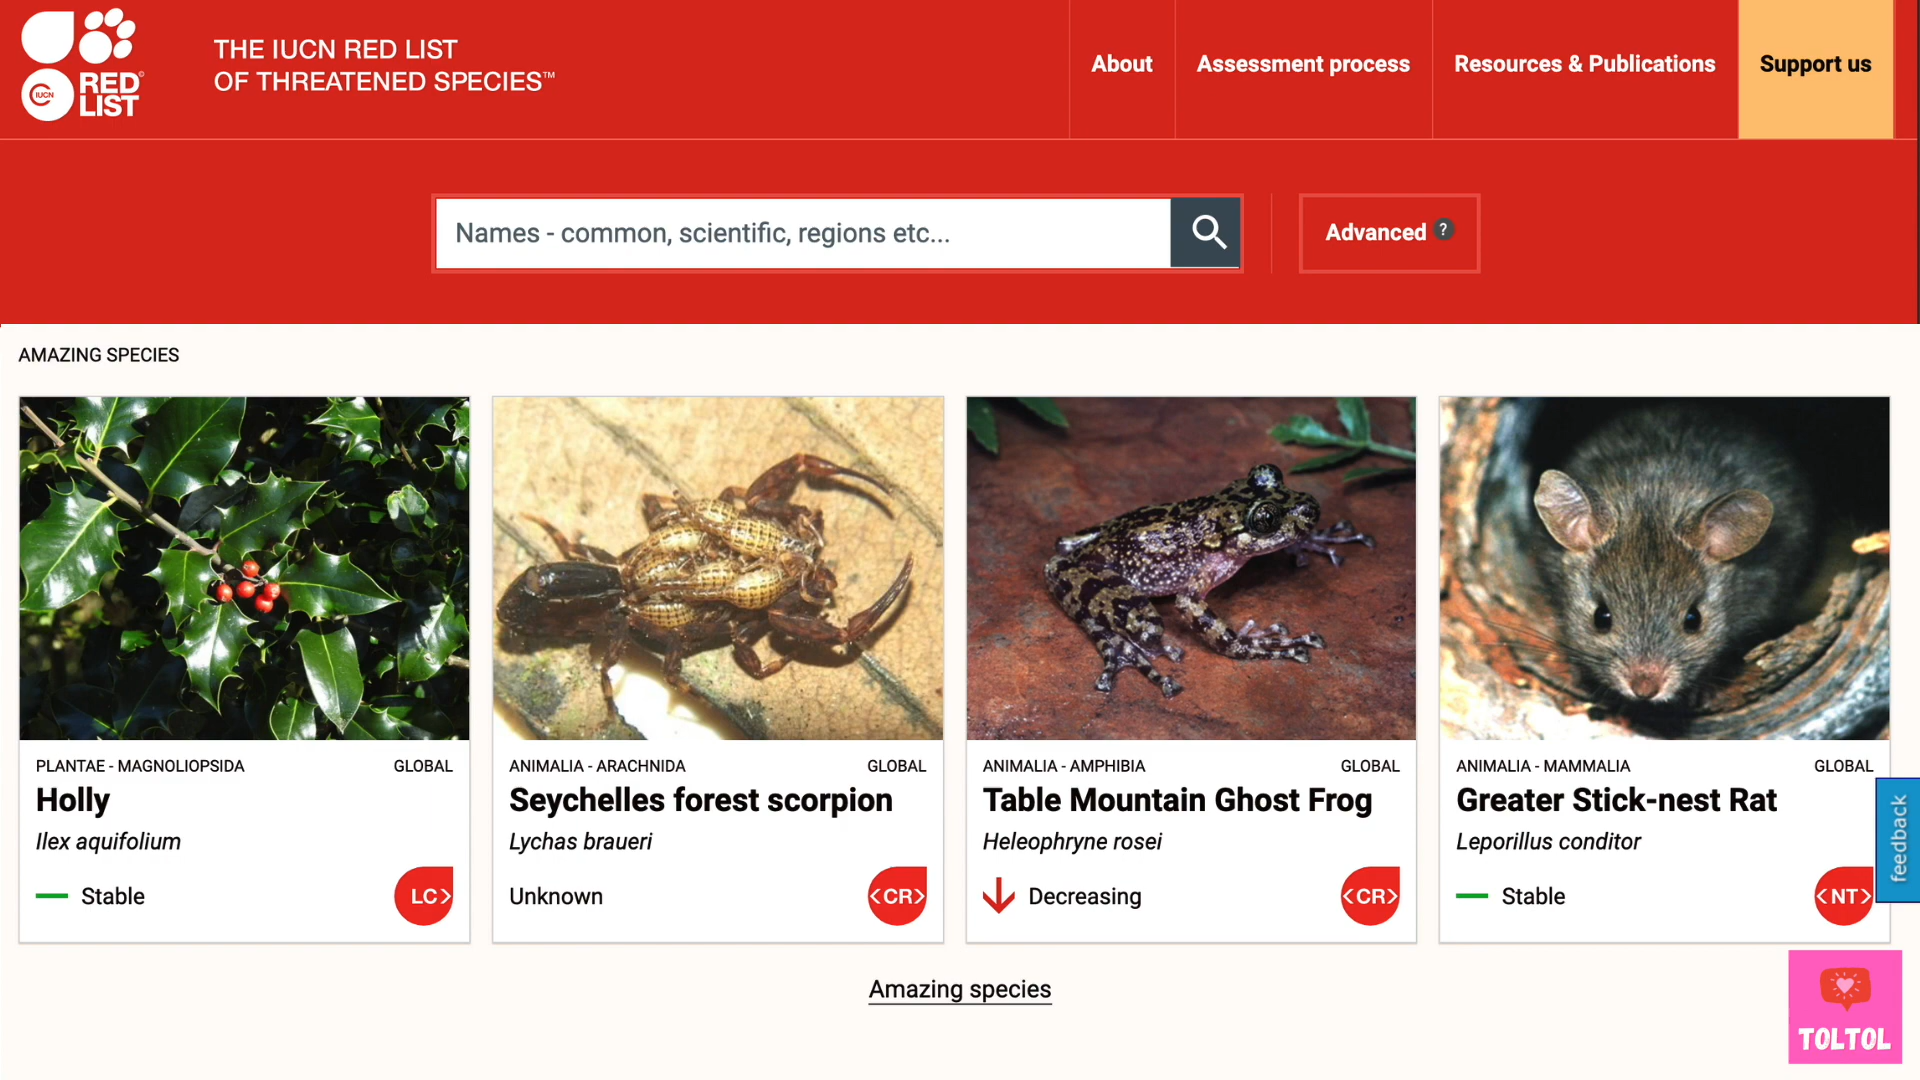 RED
LIST
IUCN
THE IUCN RED LIST
OF THREATENED SPECIES™
About
Assessment process
Resources & Publications
Support us
Names - common, scientific, regions etc...
Advanced ?
AMAZING SPECIES
PLANTAE - MAGNOLIOPSIDA GLOBAL
Holly
Ilex aquifolium
Stable LC
ANIMALIA - ARACHNIDA GLOBAL
Seychelles forest scorpion
Lychas braueri
Unknown <CR>
ANIMALIA - AMPHIBIA GLOBAL
Table Mountain Ghost Frog
Heleophryne rosei
Decreasing <CR>
ANIMALIA - MAMMALIA GLOBAL
Greater Stick-nest Rat
Leporillus conditor
Stable <NT>
feedback
Amazing species
TOLTOL